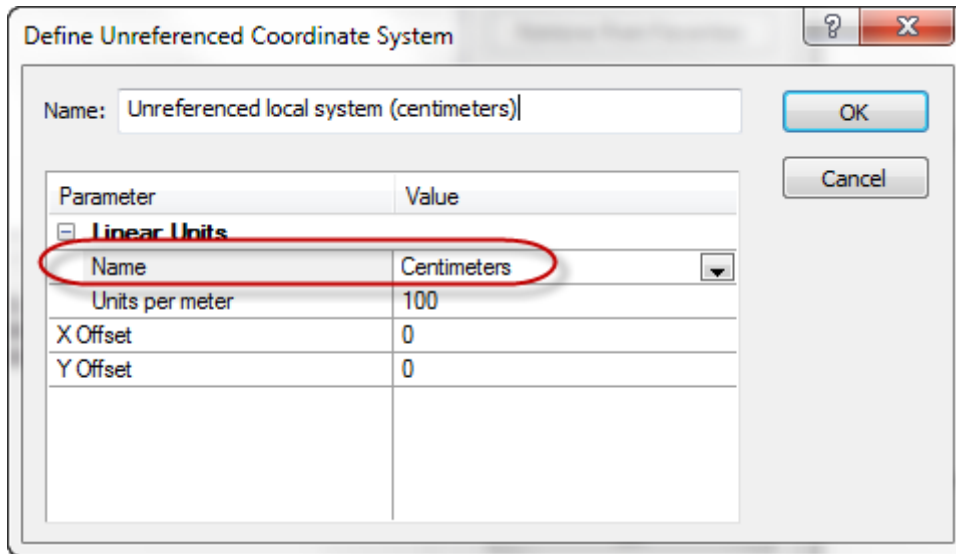 Define Unreferenced Coordinate System ?
Name: Unreferenced local system (centimeters)
OK
Cancel
Parameter Value
Linear Units
Name Centimeters
Units per meter 100
X Offset 0
Y Offset 0